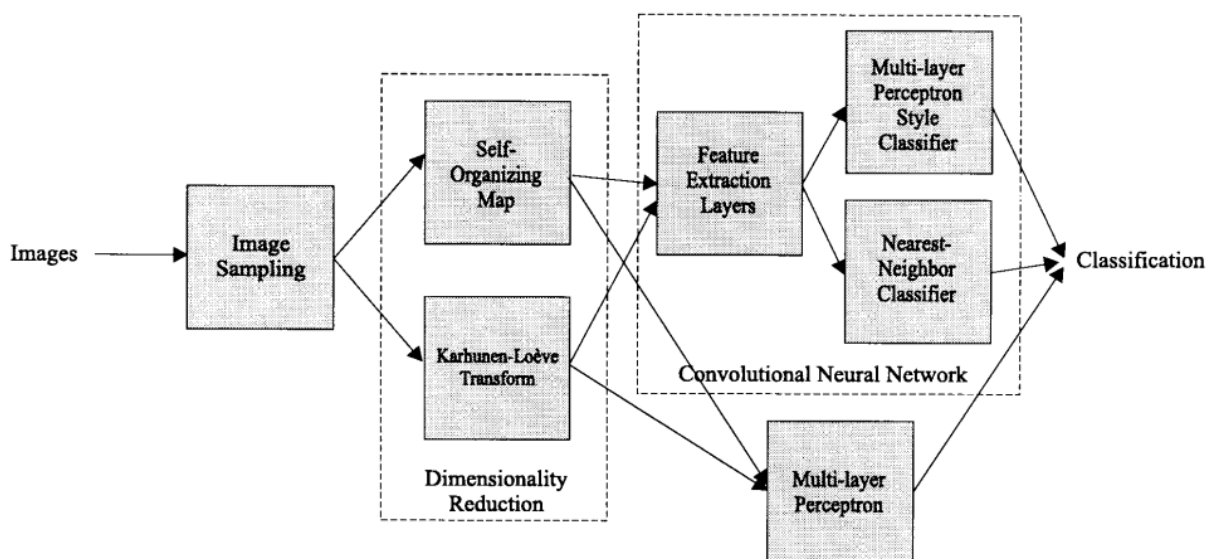 Images
Image
Sampling
Self-
Organizing
Map
Karhunen-Loève
Transform
Dimensionality
Reduction
Feature
Extraction
Layers
Multi-layer
Perceptron
Style
Classifier
Nearest-
Neighbor
Classifier
Convolutional Neural Network
Multi-layer
Perceptron
Classification